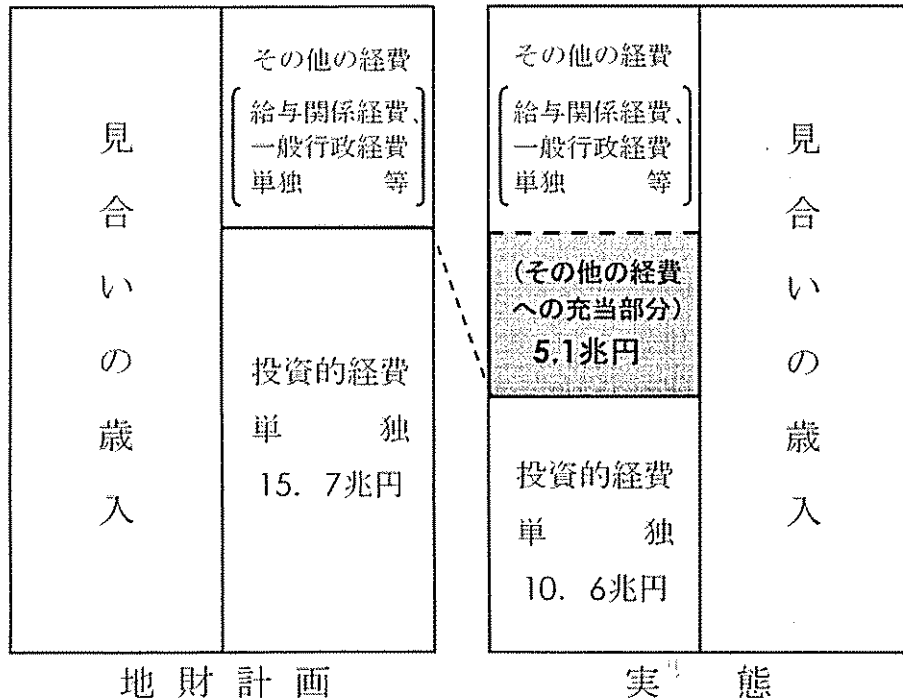 見合いの歳入
その他の経費
給与関係経費、
一般行政経費
単独 等
投資的経費
単 独
15. 7兆円
地財計画
その他の経費
給与関係経費、
一般行政経費
単独 等
(その他の経費
への充当部分)
5.1兆円
投資的経費
単 独
10. 6兆円
見合いの歳入
実 態